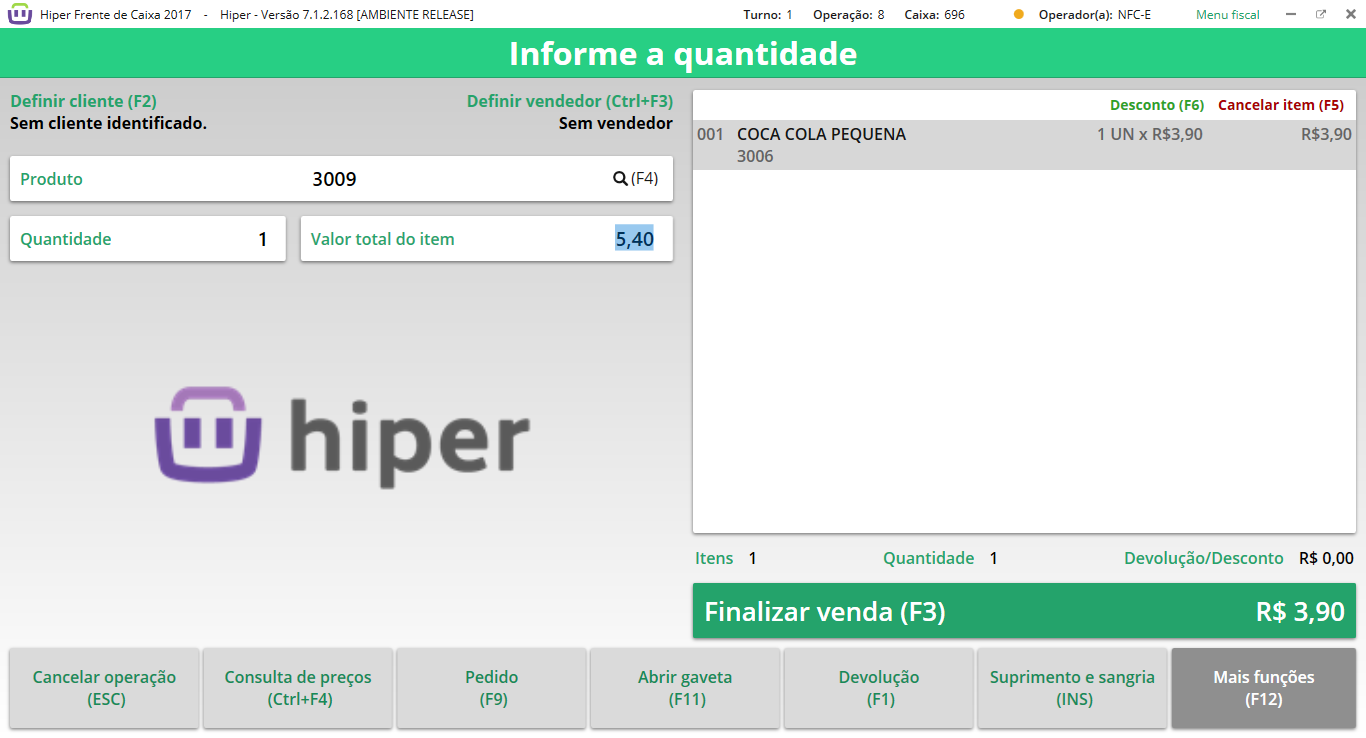 Hiper Frente de Caixa 2017 - Hiper - Versão 7.1.2.168 [AMBIENTE RELEASE] Turno: 1 Operação: 8 Caixa: 696 Operador(a): NFC-E Menu fiscal
Informe a quantidade
Definir cliente (F2) Definir vendedor (Ctrl+F3)
Sem cliente identificado. Sem vendedor
Produto 3009 (F4)
Quantidade 1 Valor total do item 5,40
hiper
Desconto (F6) Cancelar item (F5)
001 COCA COLA PEQUENA 1 UN x R$3,90 R$3,90
3006
Itens 1 Quantidade 1 Devolução/Desconto R$ 0,00
Finalizar venda (F3) R$ 3,90
Cancelar operação (ESC)
Consulta de preços (Ctrl+F4)
Pedido (F9)
Abrir gaveta (F11)
Devolução (F1)
Suprimento e sangria (INS)
Mais funções (F12)